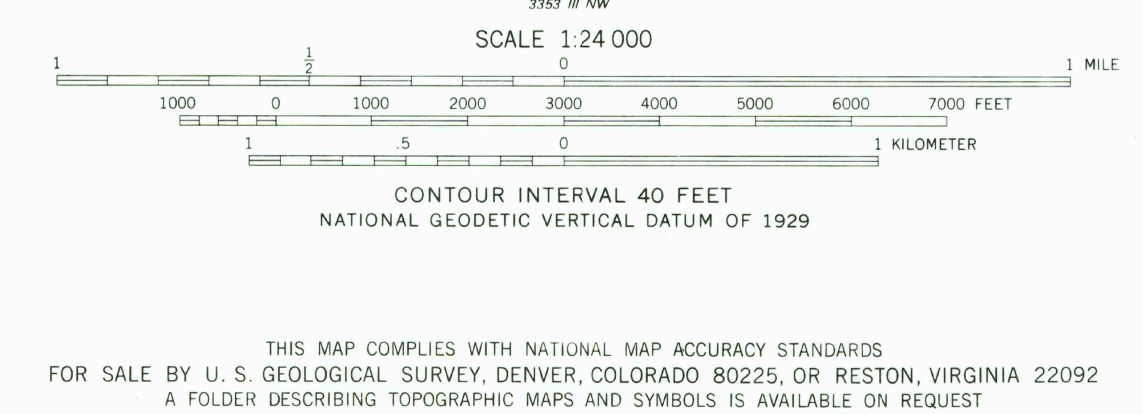 3353 III NW
SCALE 1:24 000
1 1/2 0 1 MILE
1000 0 1000 2000 3000 4000 5000 6000 7000 FEET
1 .5 0 1 KILOMETER
CONTOUR INTERVAL 40 FEET
NATIONAL GEODETIC VERTICAL DATUM OF 1929
THIS MAP COMPLIES WITH NATIONAL MAP ACCURACY STANDARDS
FOR SALE BY U. S. GEOLOGICAL SURVEY, DENVER, COLORADO 80225, OR RESTON, VIRGINIA 22092
A FOLDER DESCRIBING TOPOGRAPHIC MAPS AND SYMBOLS IS AVAILABLE ON REQUEST